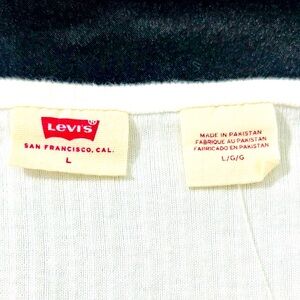 Levi's®
SAN FRANCISCO, CAL.
L
MADE IN PAKISTAN
FABRIQUE AU PAKISTAN
FABRICADO EN PAKISTAN
L/G/G